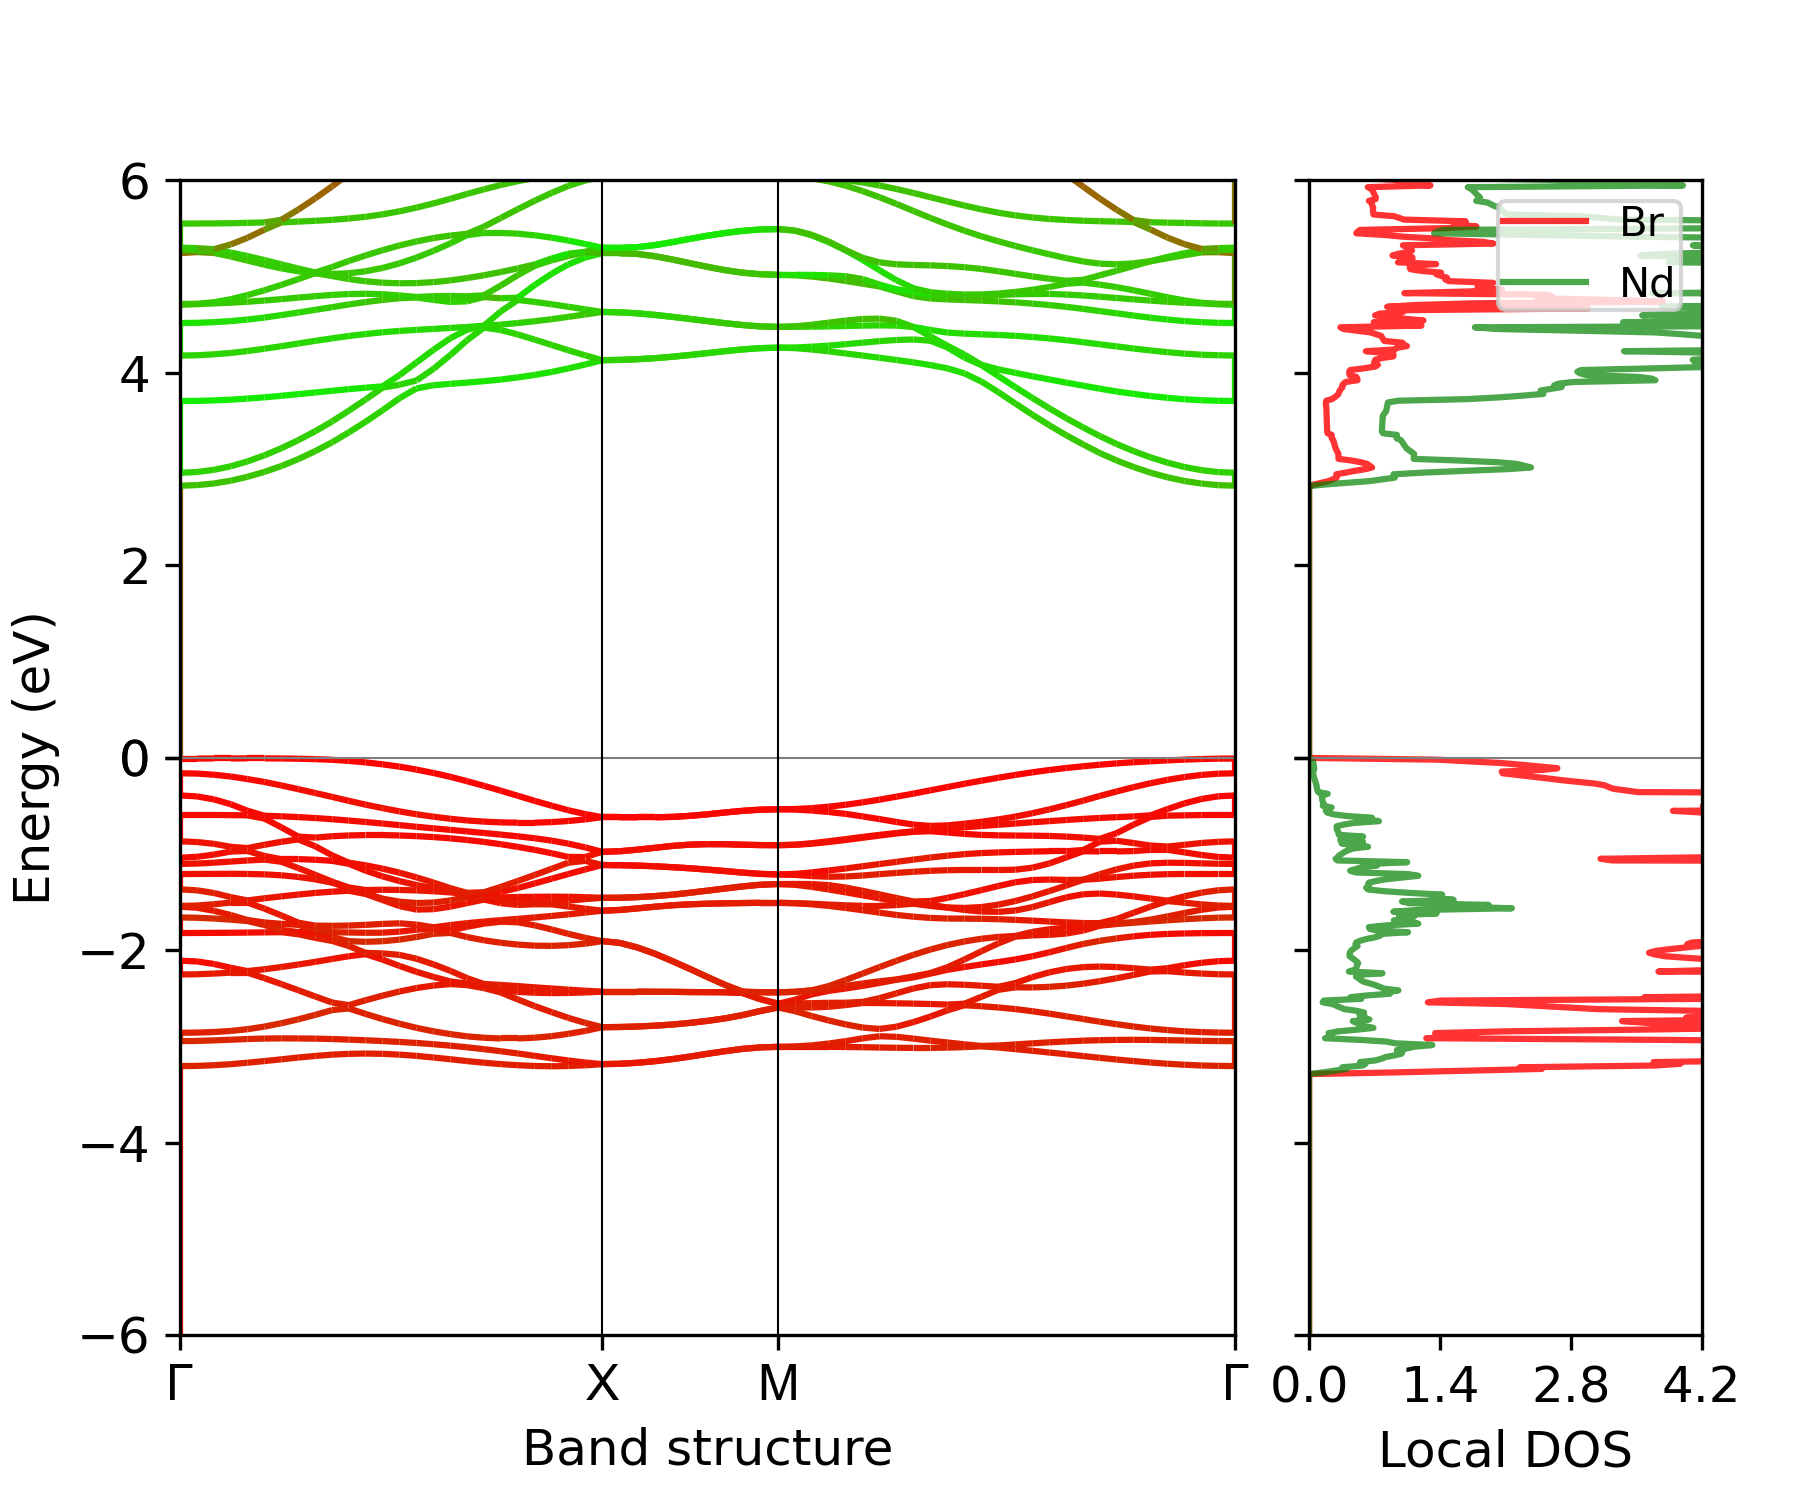 6
4
2
0
−2
−4
−6
Energy (eV)
Γ
X
M
Γ
Band structure
Br
Nd
0.0
1.4
2.8
4.2
Local DOS